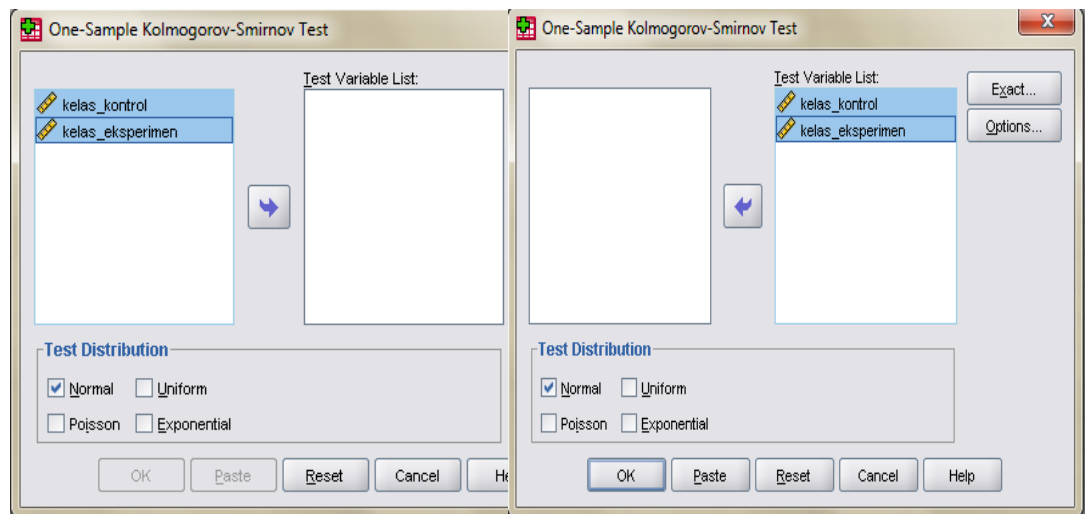 One-Sample Kolmogorov-Smirnov Test
Test Variable List:
kelas_kontrol
kelas_eksperimen
Test Distribution
Normal Uniform
Poisson Exponential
OK Paste Reset Cancel He
One-Sample Kolmogorov-Smirnov Test
X
Test Variable List:
kelas_kontrol
kelas_eksperimen
Exact...
Options...
Test Distribution
Normal Uniform
Poisson Exponential
OK Paste Reset Cancel Help